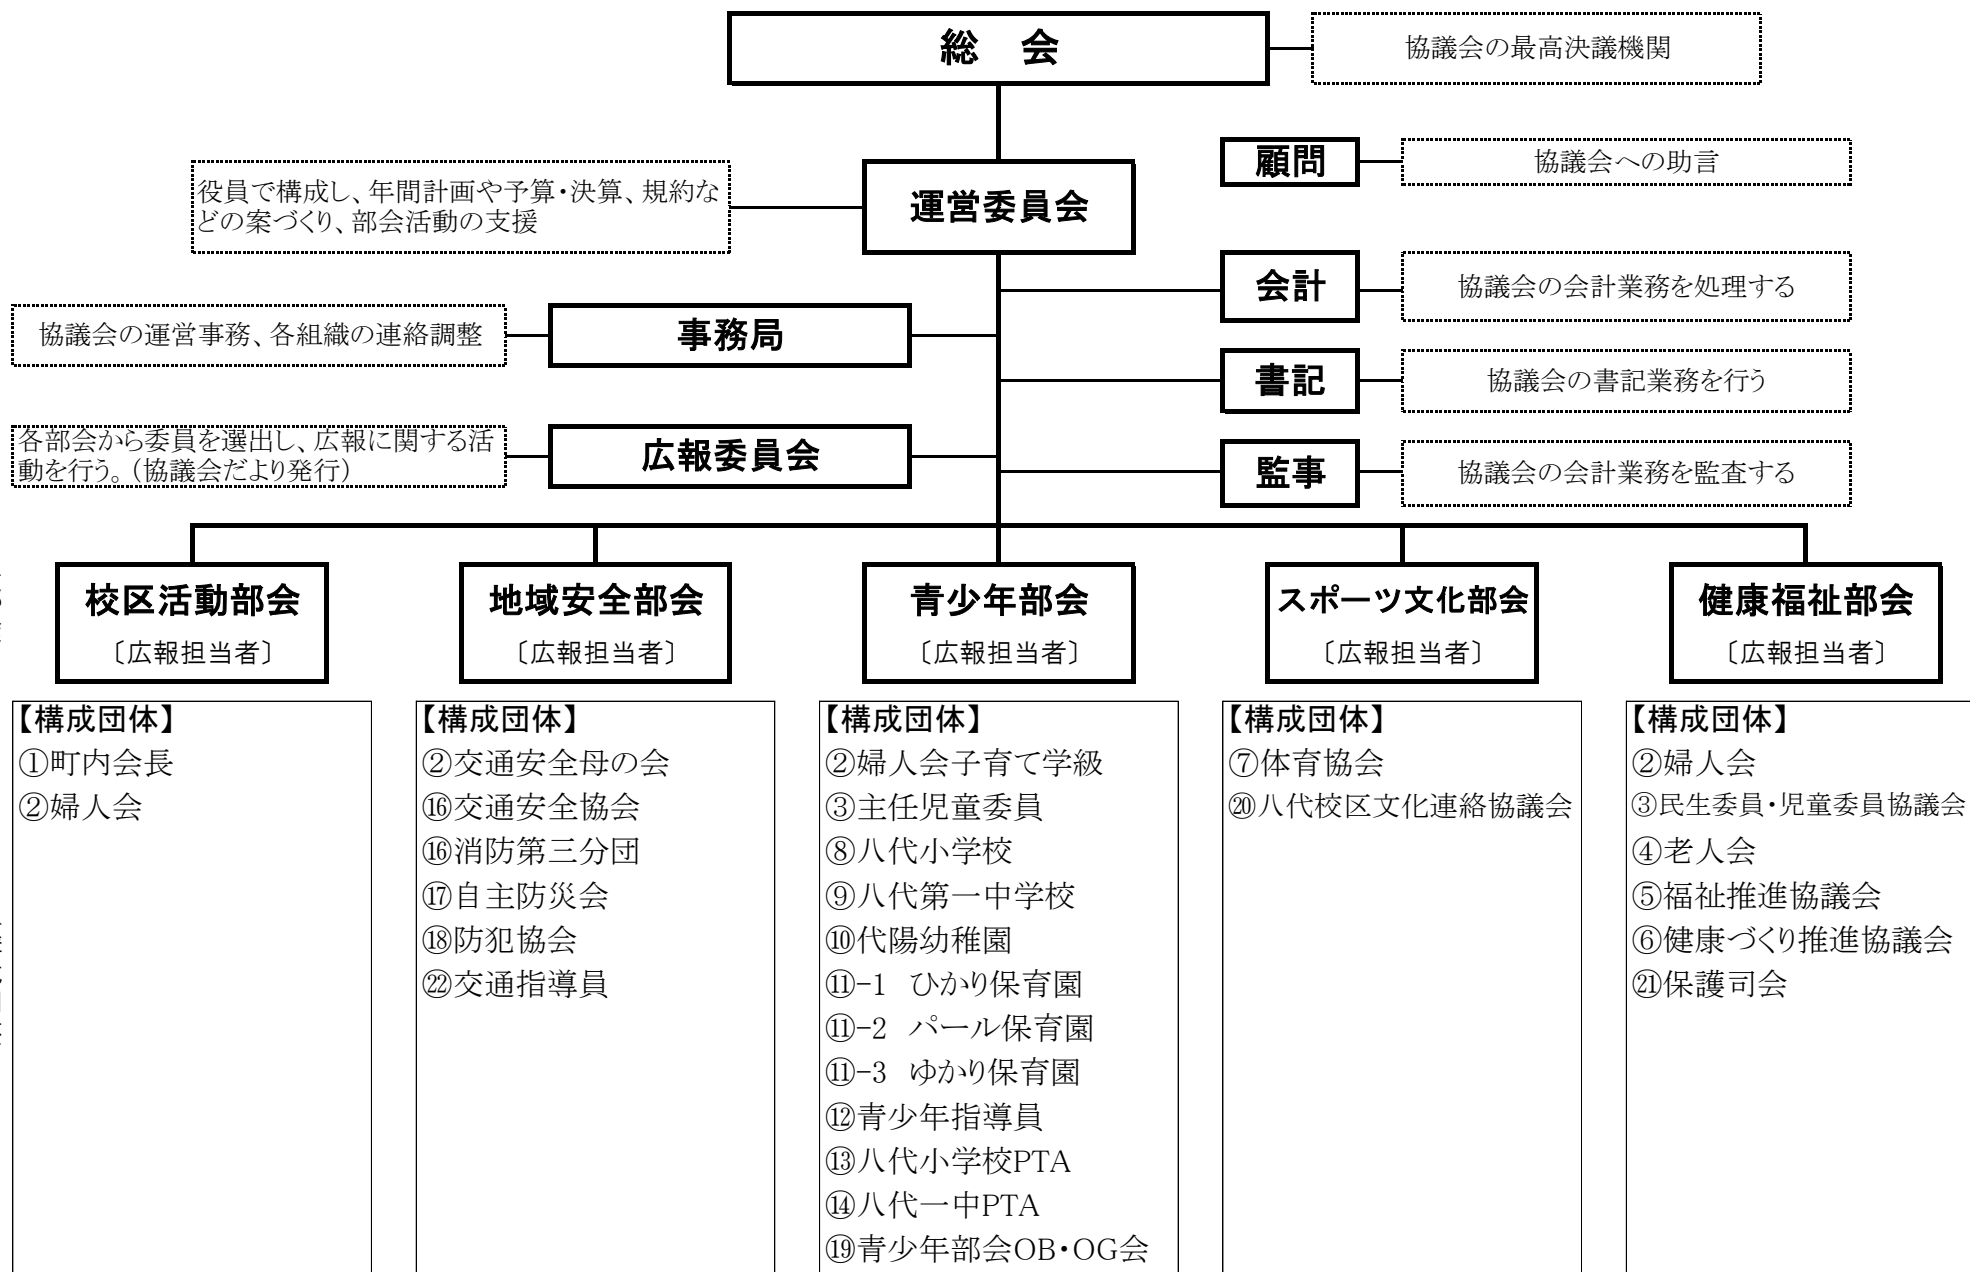 総　会
協議会の最高決議機関
顧問
協議会への助言
役員で構成し、年間計画や予算・決算、規約な
どの案づくり、部会活動の支援
運営委員会
会計
協議会の会計業務を処理する
協議会の運営事務、各組織の連絡調整
事務局
書記
協議会の書記業務を行う
各部会から委員を選出し、広報に関する活
動を行う。（協議会だより発行）
広報委員会
監事
協議会の会計業務を監査する
校区活動部会
〔広報担当者〕
地域安全部会
〔広報担当者〕
青少年部会
〔広報担当者〕
スポーツ文化部会
〔広報担当者〕
健康福祉部会
〔広報担当者〕
【構成団体】
①町内会長
②婦人会
【構成団体】
②交通安全母の会
⑯交通安全協会
⑯消防第三分団
⑰自主防災会
⑱防犯協会
㉒交通指導員
【構成団体】
②婦人会子育て学級
③主任児童委員
⑧八代小学校
⑨八代第一中学校
⑩代陽幼稚園
⑪-1　ひかり保育園
⑪-2　パール保育園
⑪-3　ゆかり保育園
⑫青少年指導員
⑬八代小学校PTA
⑭八代一中PTA
⑲青少年部会OB・OG会
【構成団体】
⑦体育協会
⑳八代校区文化連絡協議会
【構成団体】
②婦人会
③民生委員・児童委員協議会
④老人会
⑤福祉推進協議会
⑥健康づくり推進協議会
㉑保護司会